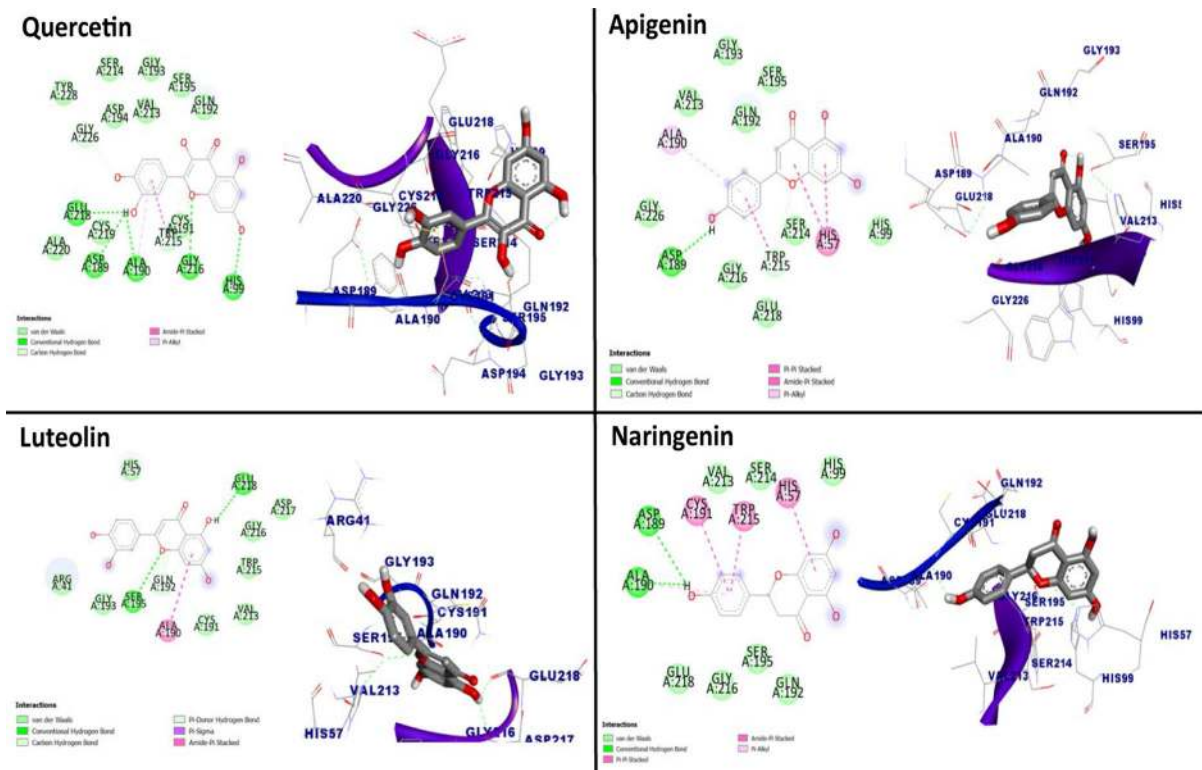 Quercetin
SER
A:214
GLY
A:193
TYR
A:228
SER
A:195
ASP
A:194
VAL
A:213
GLN
A:192
GLY
A:226
GLU
A:218
CYS
A:219
CYS
A:191
TRP
A:215
ALA
A:220
ASP
A:189
ALA
A:190
GLY
A:216
HIS
A:99
H
O
Interactions
van der Waals
Conventional Hydrogen Bond
Carbon Hydrogen Bond
Amide-Pi Stacked
Pi-Alkyl
GLU218
GLY216
ALA220
TRP215
ASP189
ALA190
GLN192
SER195
ASP194
GLY193
Apigenin
GLY
A:193
SER
A:195
VAL
A:213
GLN
A:192
ALA
A:190
GLY
A:226
SER
A:214
HIS
A:57
HIS
A:99
ASP
A:189
GLY
A:216
TRP
A:215
GLU
A:218
Interactions
van der Waals
Conventional Hydrogen Bond
Carbon Hydrogen Bond
Pi-Pi Stacked
Amide-Pi Stacked
Pi-Alkyl
GLY193
GLN192
ALA190
SER195
ASP189
GLU218
VAL213
GLY226
HIS99
Luteolin
HIS
A:57
GLU
A:218
ASP
A:217
GLY
A:216
TRP
A:215
ARG
A:41
GLY
A:193
SER
A:195
GLN
A:192
ALA
A:190
CYS
A:191
VAL
A:213
Interactions
van der Waals
Conventional Hydrogen Bond
Carbon Hydrogen Bond
Pi-Donor Hydrogen Bond
Pi-Sigma
Amide-Pi Stacked
ARG41
GLY193
GLN192
CYS191
ALA190
VAL213
GLU218
HIS57
GLY216
ASP217
Naringenin
VAL
A:213
SER
A:214
HIS
A:99
HIS
A:57
CYS
A:191
TRP
A:215
ASP
A:189
ALA
A:190
SER
A:195
GLU
A:218
GLY
A:216
GLN
A:192
Interactions
van der Waals
Conventional Hydrogen Bond
Pi-Pi Stacked
Amide-Pi Stacked
Pi-Alkyl
GLN192
GLU218
SER195
TRP215
HIS57
SER214
HIS99